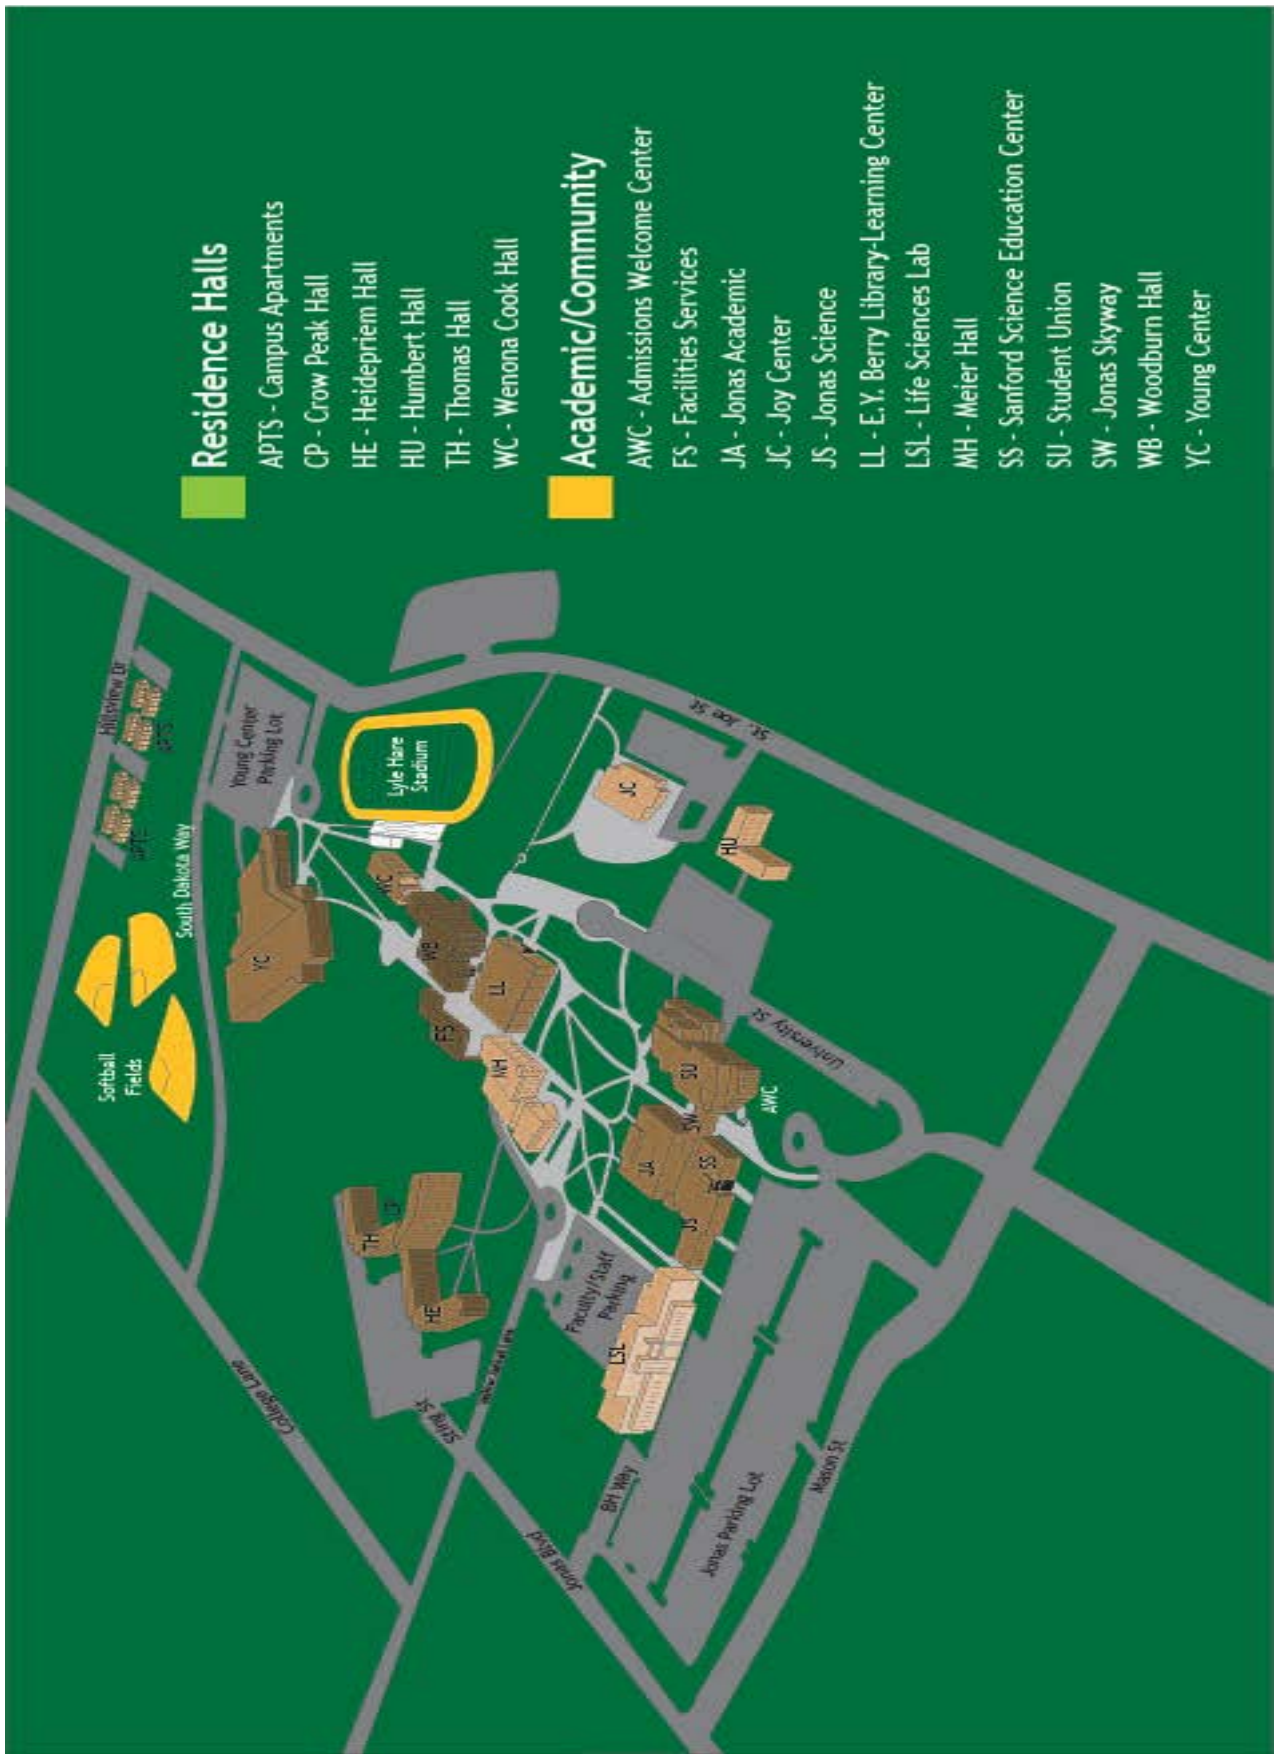 Hillsview Dr
APTS
APTS
Softball
Fields
South Dakota Way
Young Center
Parking Lot
YC
Lyle Hare
Stadium
WC
WB
FS
LL
MH
JC
St. Joe St.
HU
University St
SU
AWC
SW
SS
JA
JS
TH
CP
HE
College Lane
Sting St
Faculty/Staff
Parking
LSL
BH Way
Jonas Blvd
Jonas Parking Lot
Mason St
Residence Halls
APTS - Campus Apartments
CP - Crow Peak Hall
HE - Heidepriem Hall
HU - Humbert Hall
TH - Thomas Hall
WC - Wenona Cook Hall
Academic/Community
AWC - Admissions Welcome Center
FS - Facilities Services
JA - Jonas Academic
JC - Joy Center
JS - Jonas Science
LL - E.Y. Berry Library-Learning Center
LSL - Life Sciences Lab
MH - Meier Hall
SS - Sanford Science Education Center
SU - Student Union
SW - Jonas Skyway
WB - Woodburn Hall
YC - Young Center